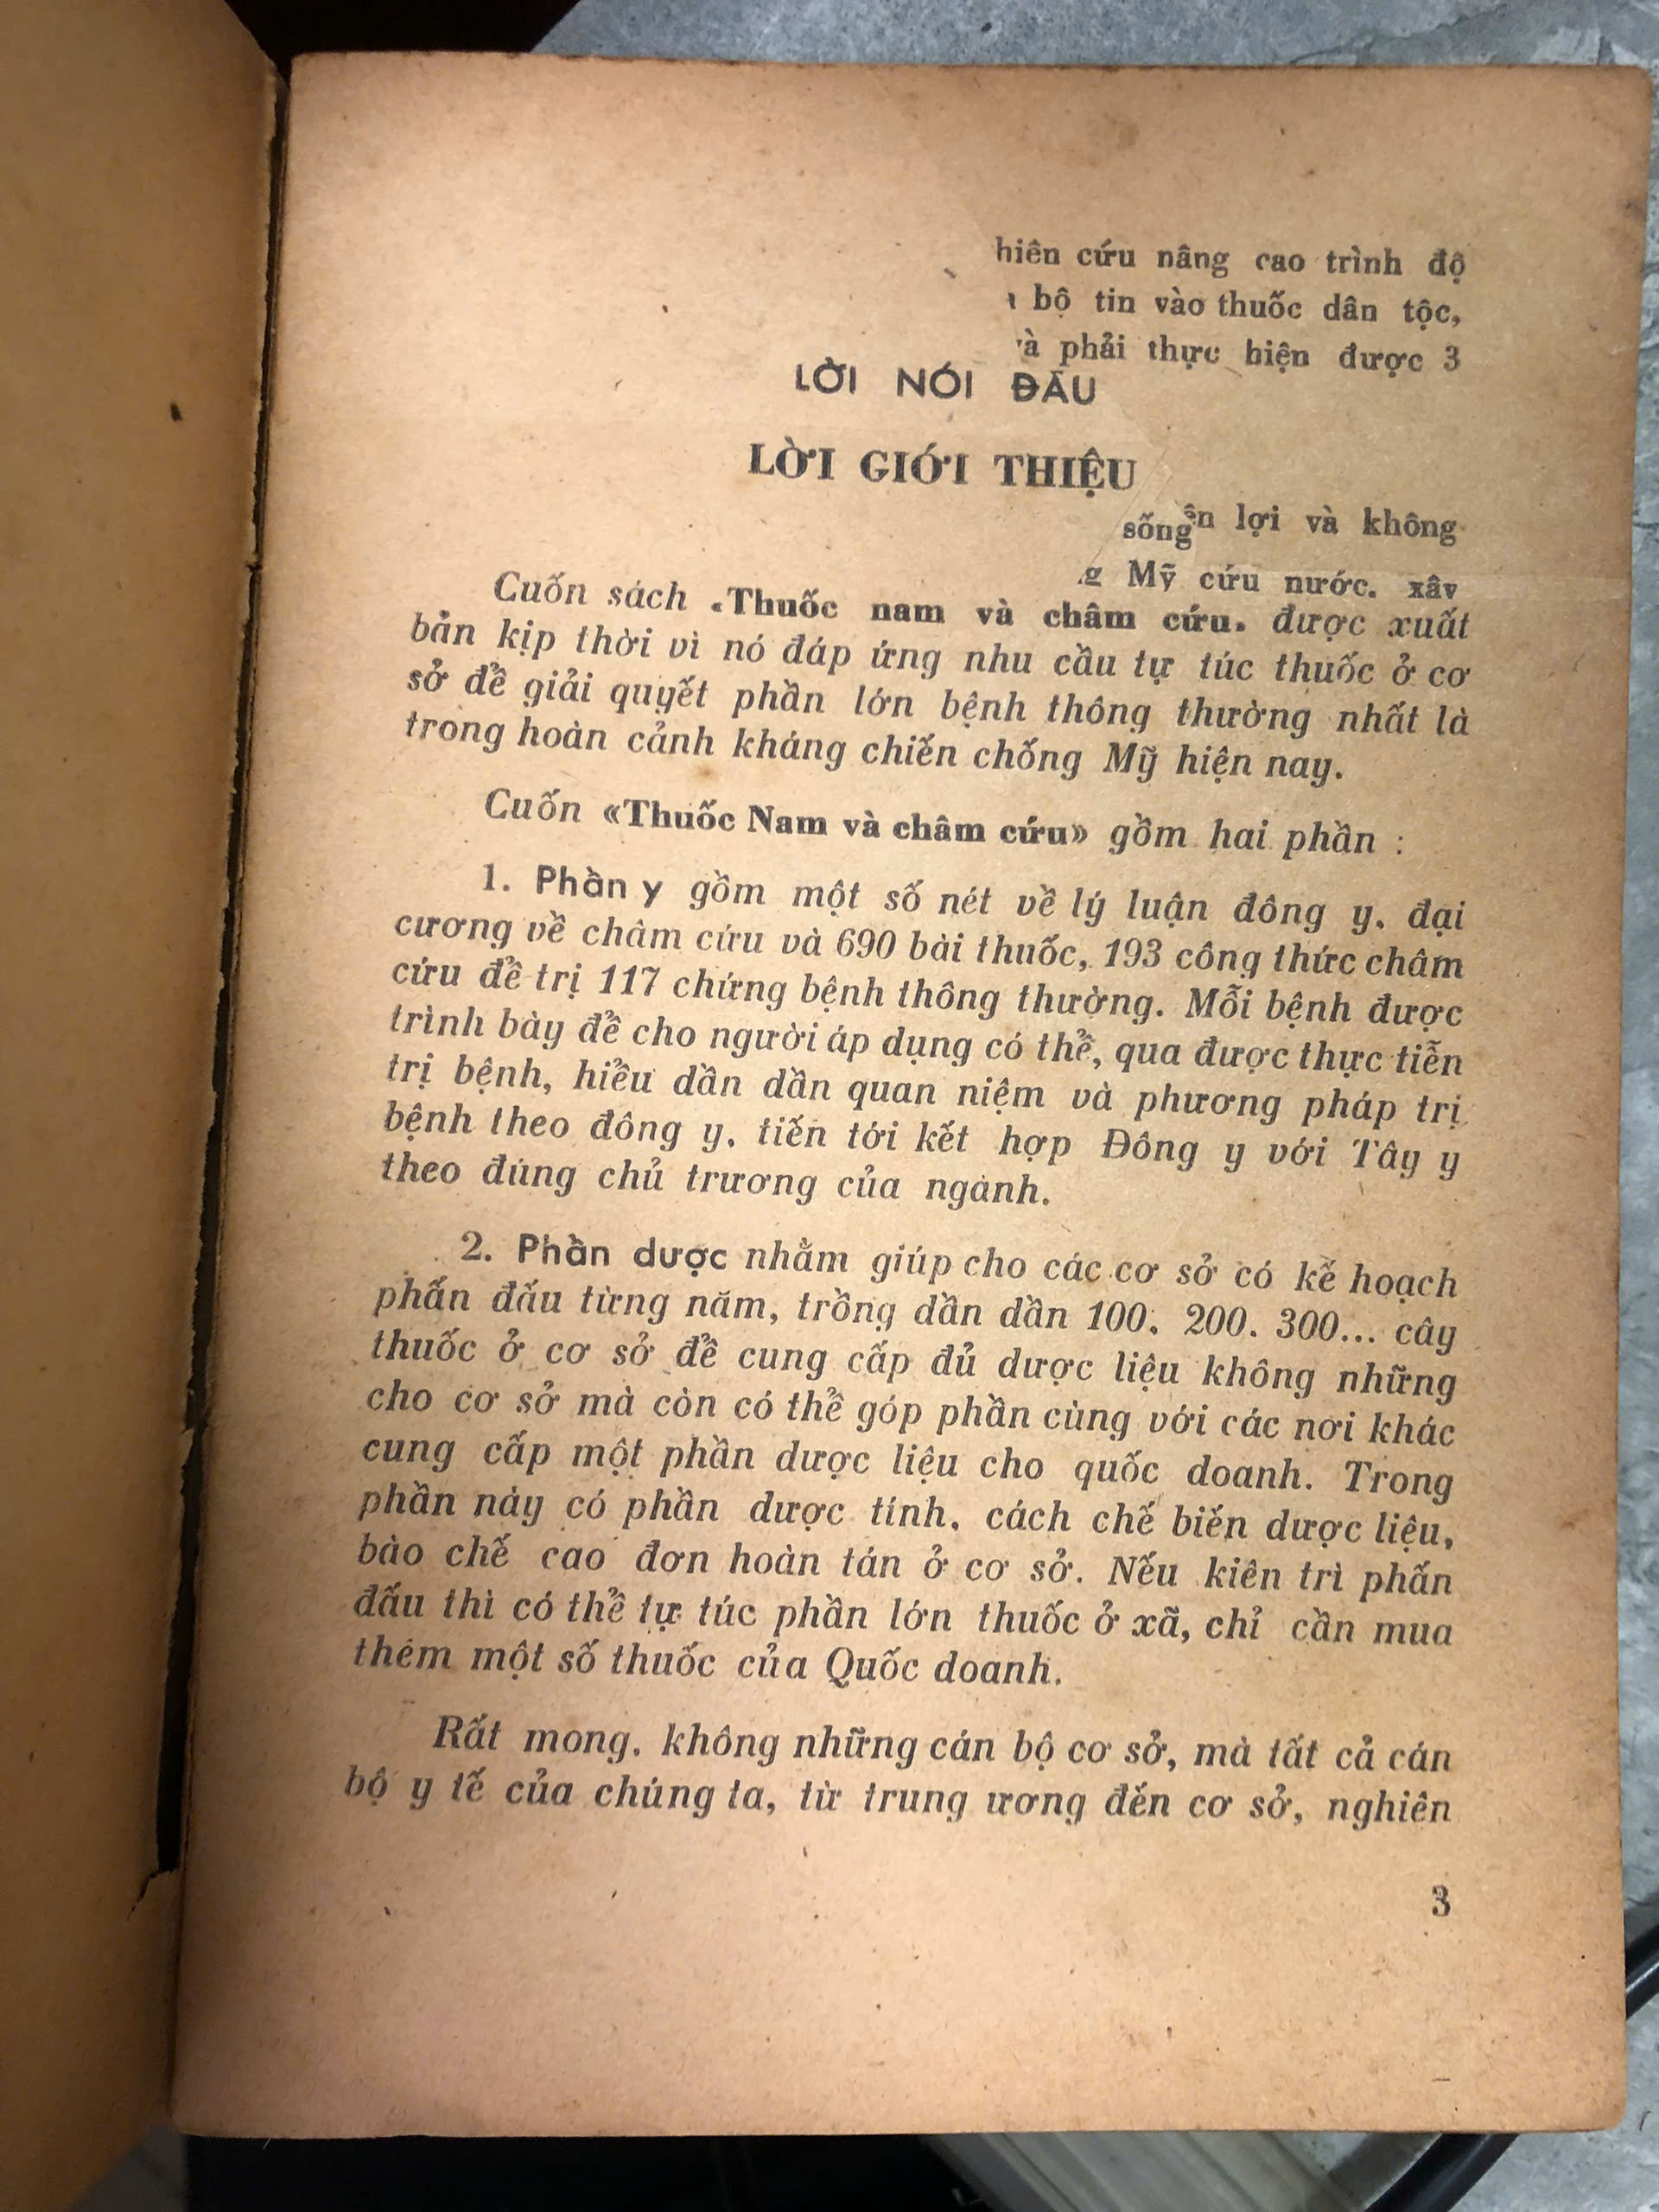 hiên cứu nâng cao trình độ
bộ tin vào thuốc dân tộc,
và phải thực hiện được 3
LỜI NÓI ĐẦU
LỜI GIỚI THIỆU
ên lợi và không
sống
g Mỹ cứu nước. xây
Cuốn sách «Thuốc nam và châm cứu» được xuất
bản kịp thời vì nó đáp ứng nhu cầu tự túc thuốc ở cơ
sở để giải quyết phần lớn bệnh thông thường nhất là
trong hoàn cảnh kháng chiến chống Mỹ hiện nay.
Cuốn «Thuốc Nam và châm cứu» gồm hai phần :
1. Phần y gồm một số nét về lý luận đông y, đại
cương về châm cứu và 690 bài thuốc, 193 công thức châm
cứu để trị 117 chứng bệnh thông thường. Mỗi bệnh được
trình bày để cho người áp dụng có thể, qua được thực tiễn
trị bệnh, hiểu dần dần quan niệm và phương pháp trị
bệnh theo đông y, tiến tới kết hợp Đông y với Tây y
theo đúng chủ trương của ngành.
2. Phần dược nhằm giúp cho các cơ sở có kế hoạch
phấn đấu từng năm, trồng dần dần 100, 200, 300... cây
thuốc ở cơ sở để cung cấp đủ dược liệu không những
cho cơ sở mà còn có thể góp phần cùng với các nơi khác
cung cấp một phần dược liệu cho quốc doanh. Trong
phần này có phần dược tính, cách chế biến dược liệu,
bào chế cao đơn hoàn tán ở cơ sở. Nếu kiên trì phấn
đấu thì có thể tự túc phần lớn thuốc ở xã, chỉ cần mua
thêm một số thuốc của Quốc doanh.
Rất mong, không những cán bộ cơ sở, mà tất cả cán
bộ y tế của chúng ta, từ trung ương đến cơ sở, nghiên
3